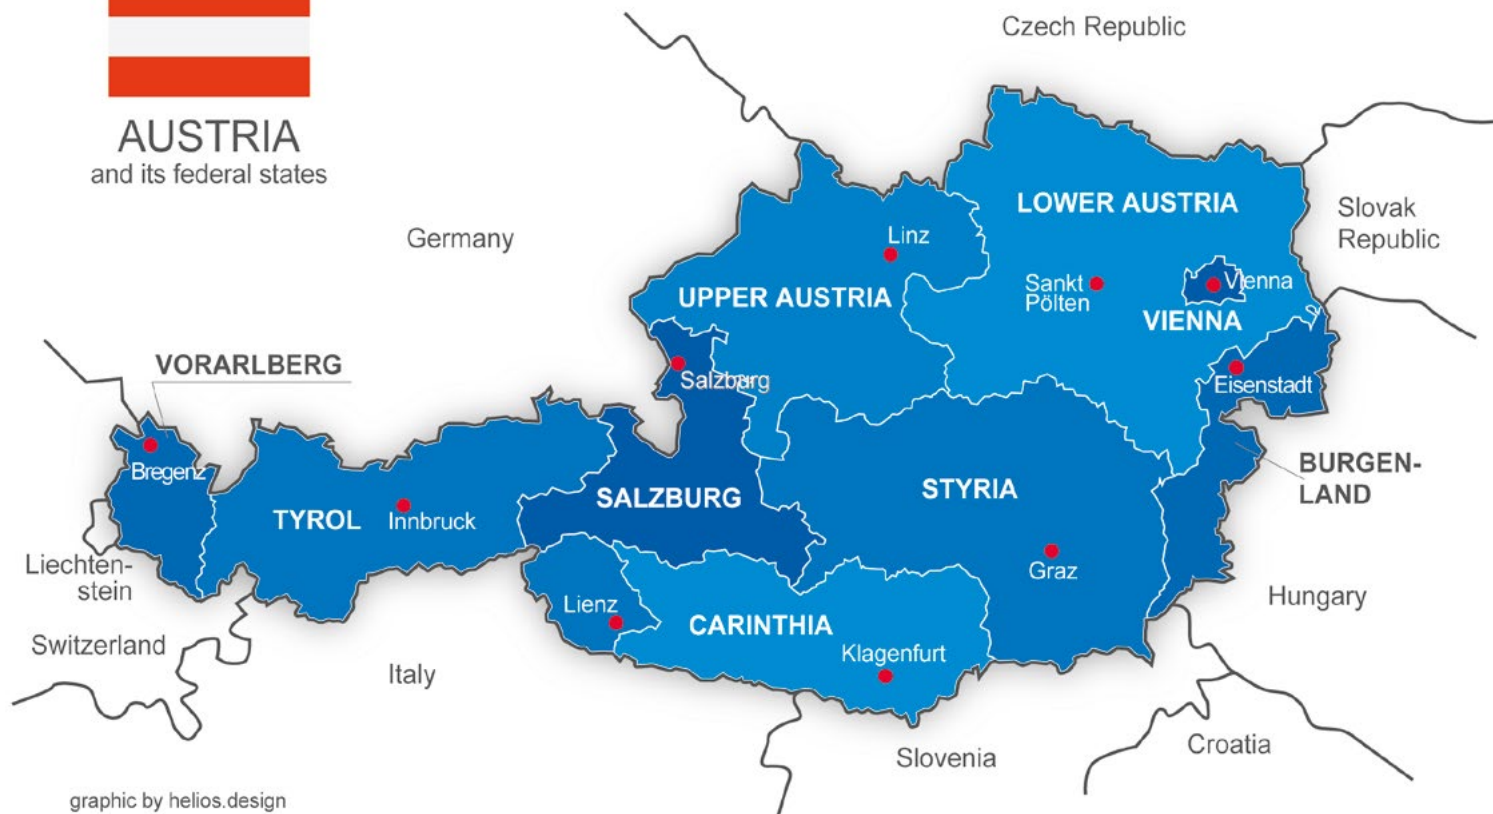 AUSTRIA
and its federal states
Czech Republic
Germany
Slovak
Republic
LOWER AUSTRIA
Linz
Sankt
Pölten
Vienna
UPPER AUSTRIA
VIENNA
VORARLBERG
Salzburg
Eisenstadt
Bregenz
BURGEN-
LAND
TYROL
Innbruck
SALZBURG
STYRIA
Liechten-
stein
Graz
Hungary
Lienz
CARINTHIA
Switzerland
Klagenfurt
Italy
Slovenia
Croatia
graphic by helios.design